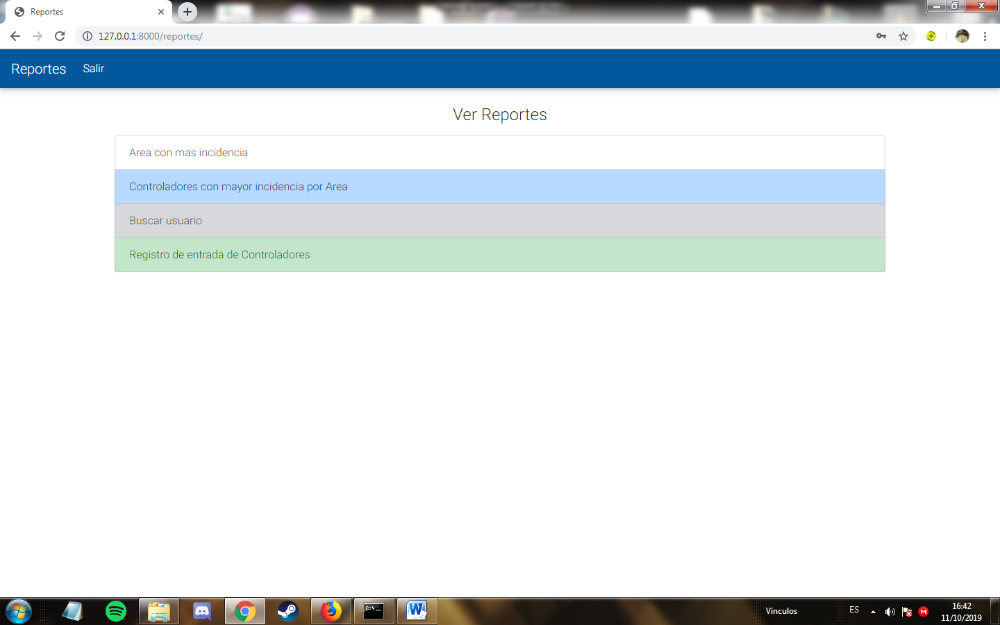 Reportes
127.0.0.1:8000/reportes/
Reportes Salir
Ver Reportes
Area con mas incidencia
Controladores con mayor incidencia por Area
Buscar usuario
Registro de entrada de Controladores
Vínculos
ES
16:42
11/10/2019